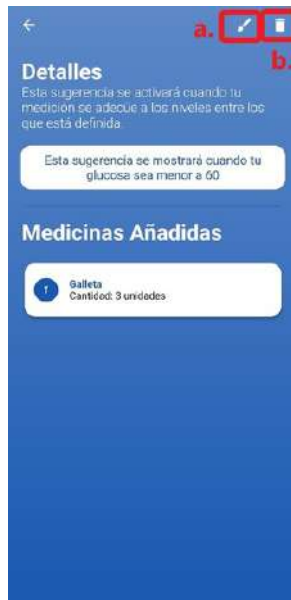 a.
b.
Detalles
Esta sugerencia se activará cuando tu
medición se adecúe a los niveles entre los
que está definida.
Esta sugerencia se mostrará cuando tu
glucosa sea menor a 60
Medicinas Añadidas
1
Galleta
Cantidad: 3 unidades